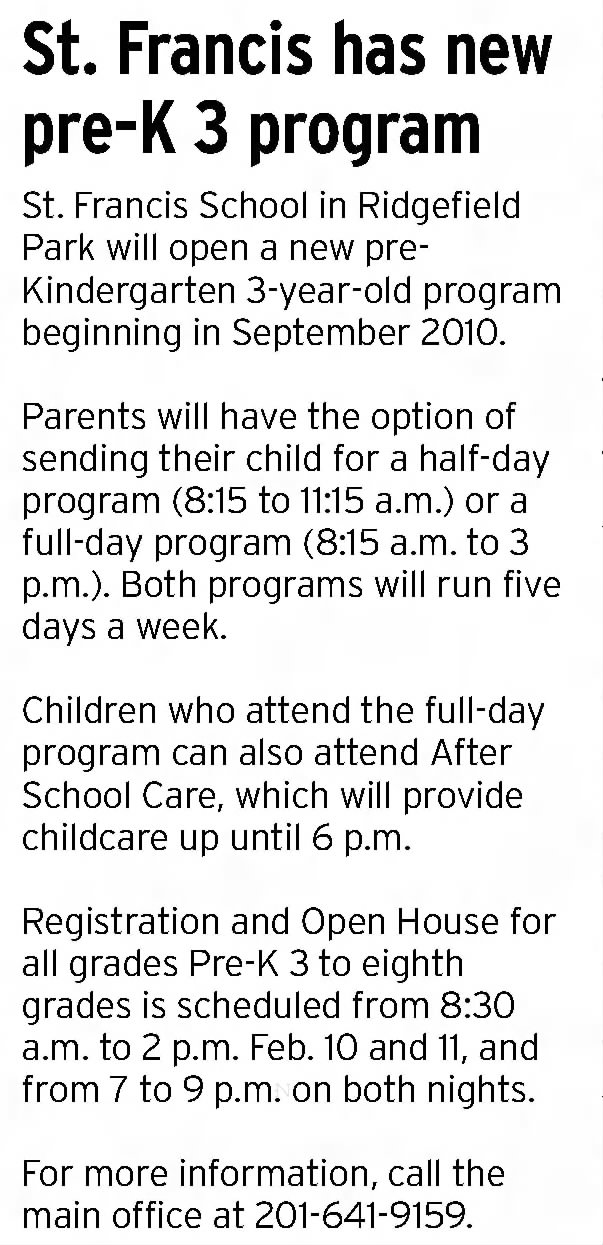 St. Francis has new
pre-K 3 program
St. Francis School in Ridgefield
Park will open a new pre-
Kindergarten 3-year-old program
beginning in September 2010.
Parents will have the option of
sending their child for a half-day
program (8:15 to 11:15 a.m.) or a
full-day program (8:15 a.m. to 3
p.m.). Both programs will run five
days a week.
Children who attend the full-day
program can also attend After
School Care, which will provide
childcare up until 6 p.m.
Registration and Open House for
all grades Pre-K 3 to eighth
grades is scheduled from 8:30
a.m. to 2 p.m. Feb. 10 and 11, and
from 7 to 9 p.m. on both nights.
For more information, call the
main office at 201-641-9159.